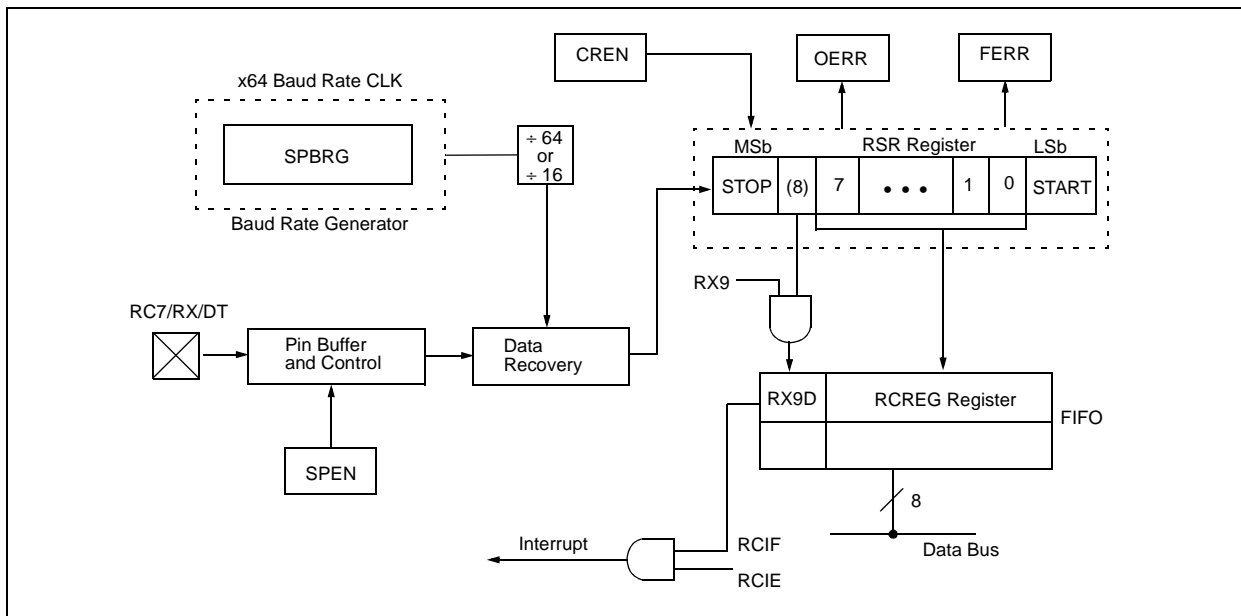 CREN
OERR
FERR
x64 Baud Rate CLK
SPBRG
Baud Rate Generator
÷ 64
or
÷ 16
MSb
RSR Register
LSb
STOP
(8)
7
• • •
1
0
START
RX9
RC7/RX/DT
Pin Buffer
and Control
Data
Recovery
SPEN
RX9D
RCREG Register
FIFO
8
Data Bus
Interrupt
RCIF
RCIE